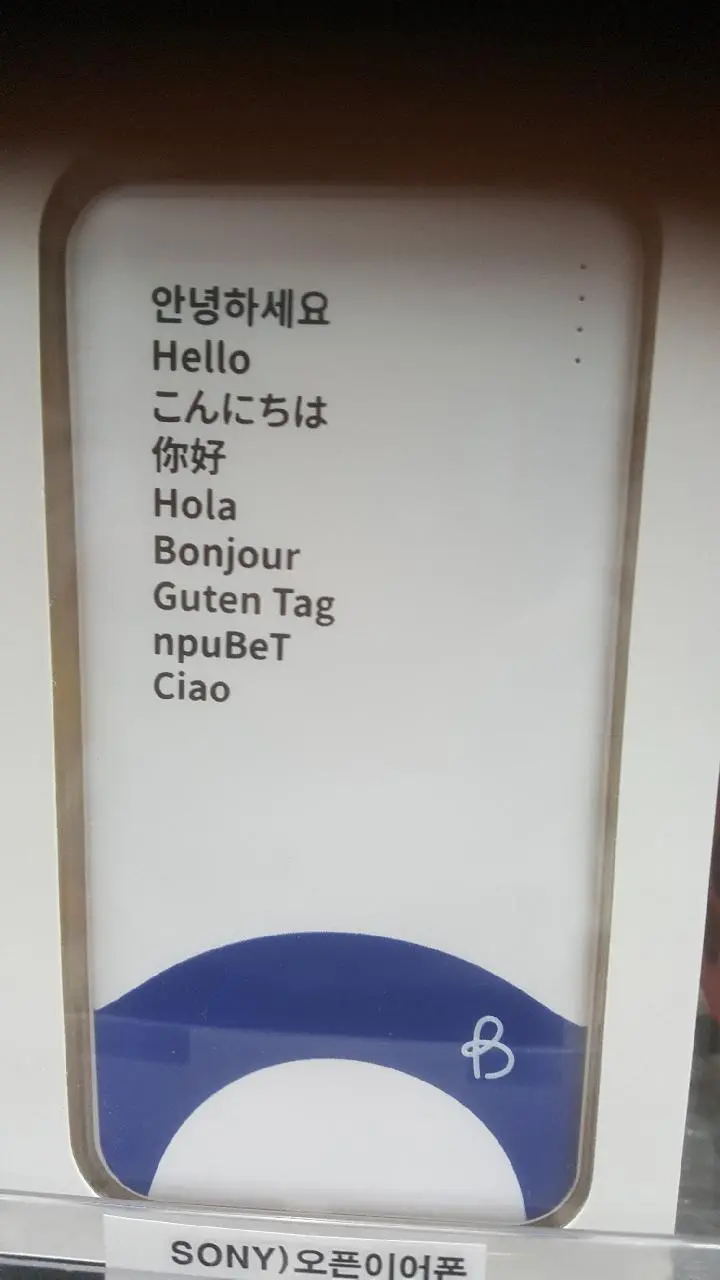 안녕하세요
Hello
こんにちは
你好
Hola
Bonjour
Guten Tag
npuBeT
Ciao
B
SONY)오픈이어폰